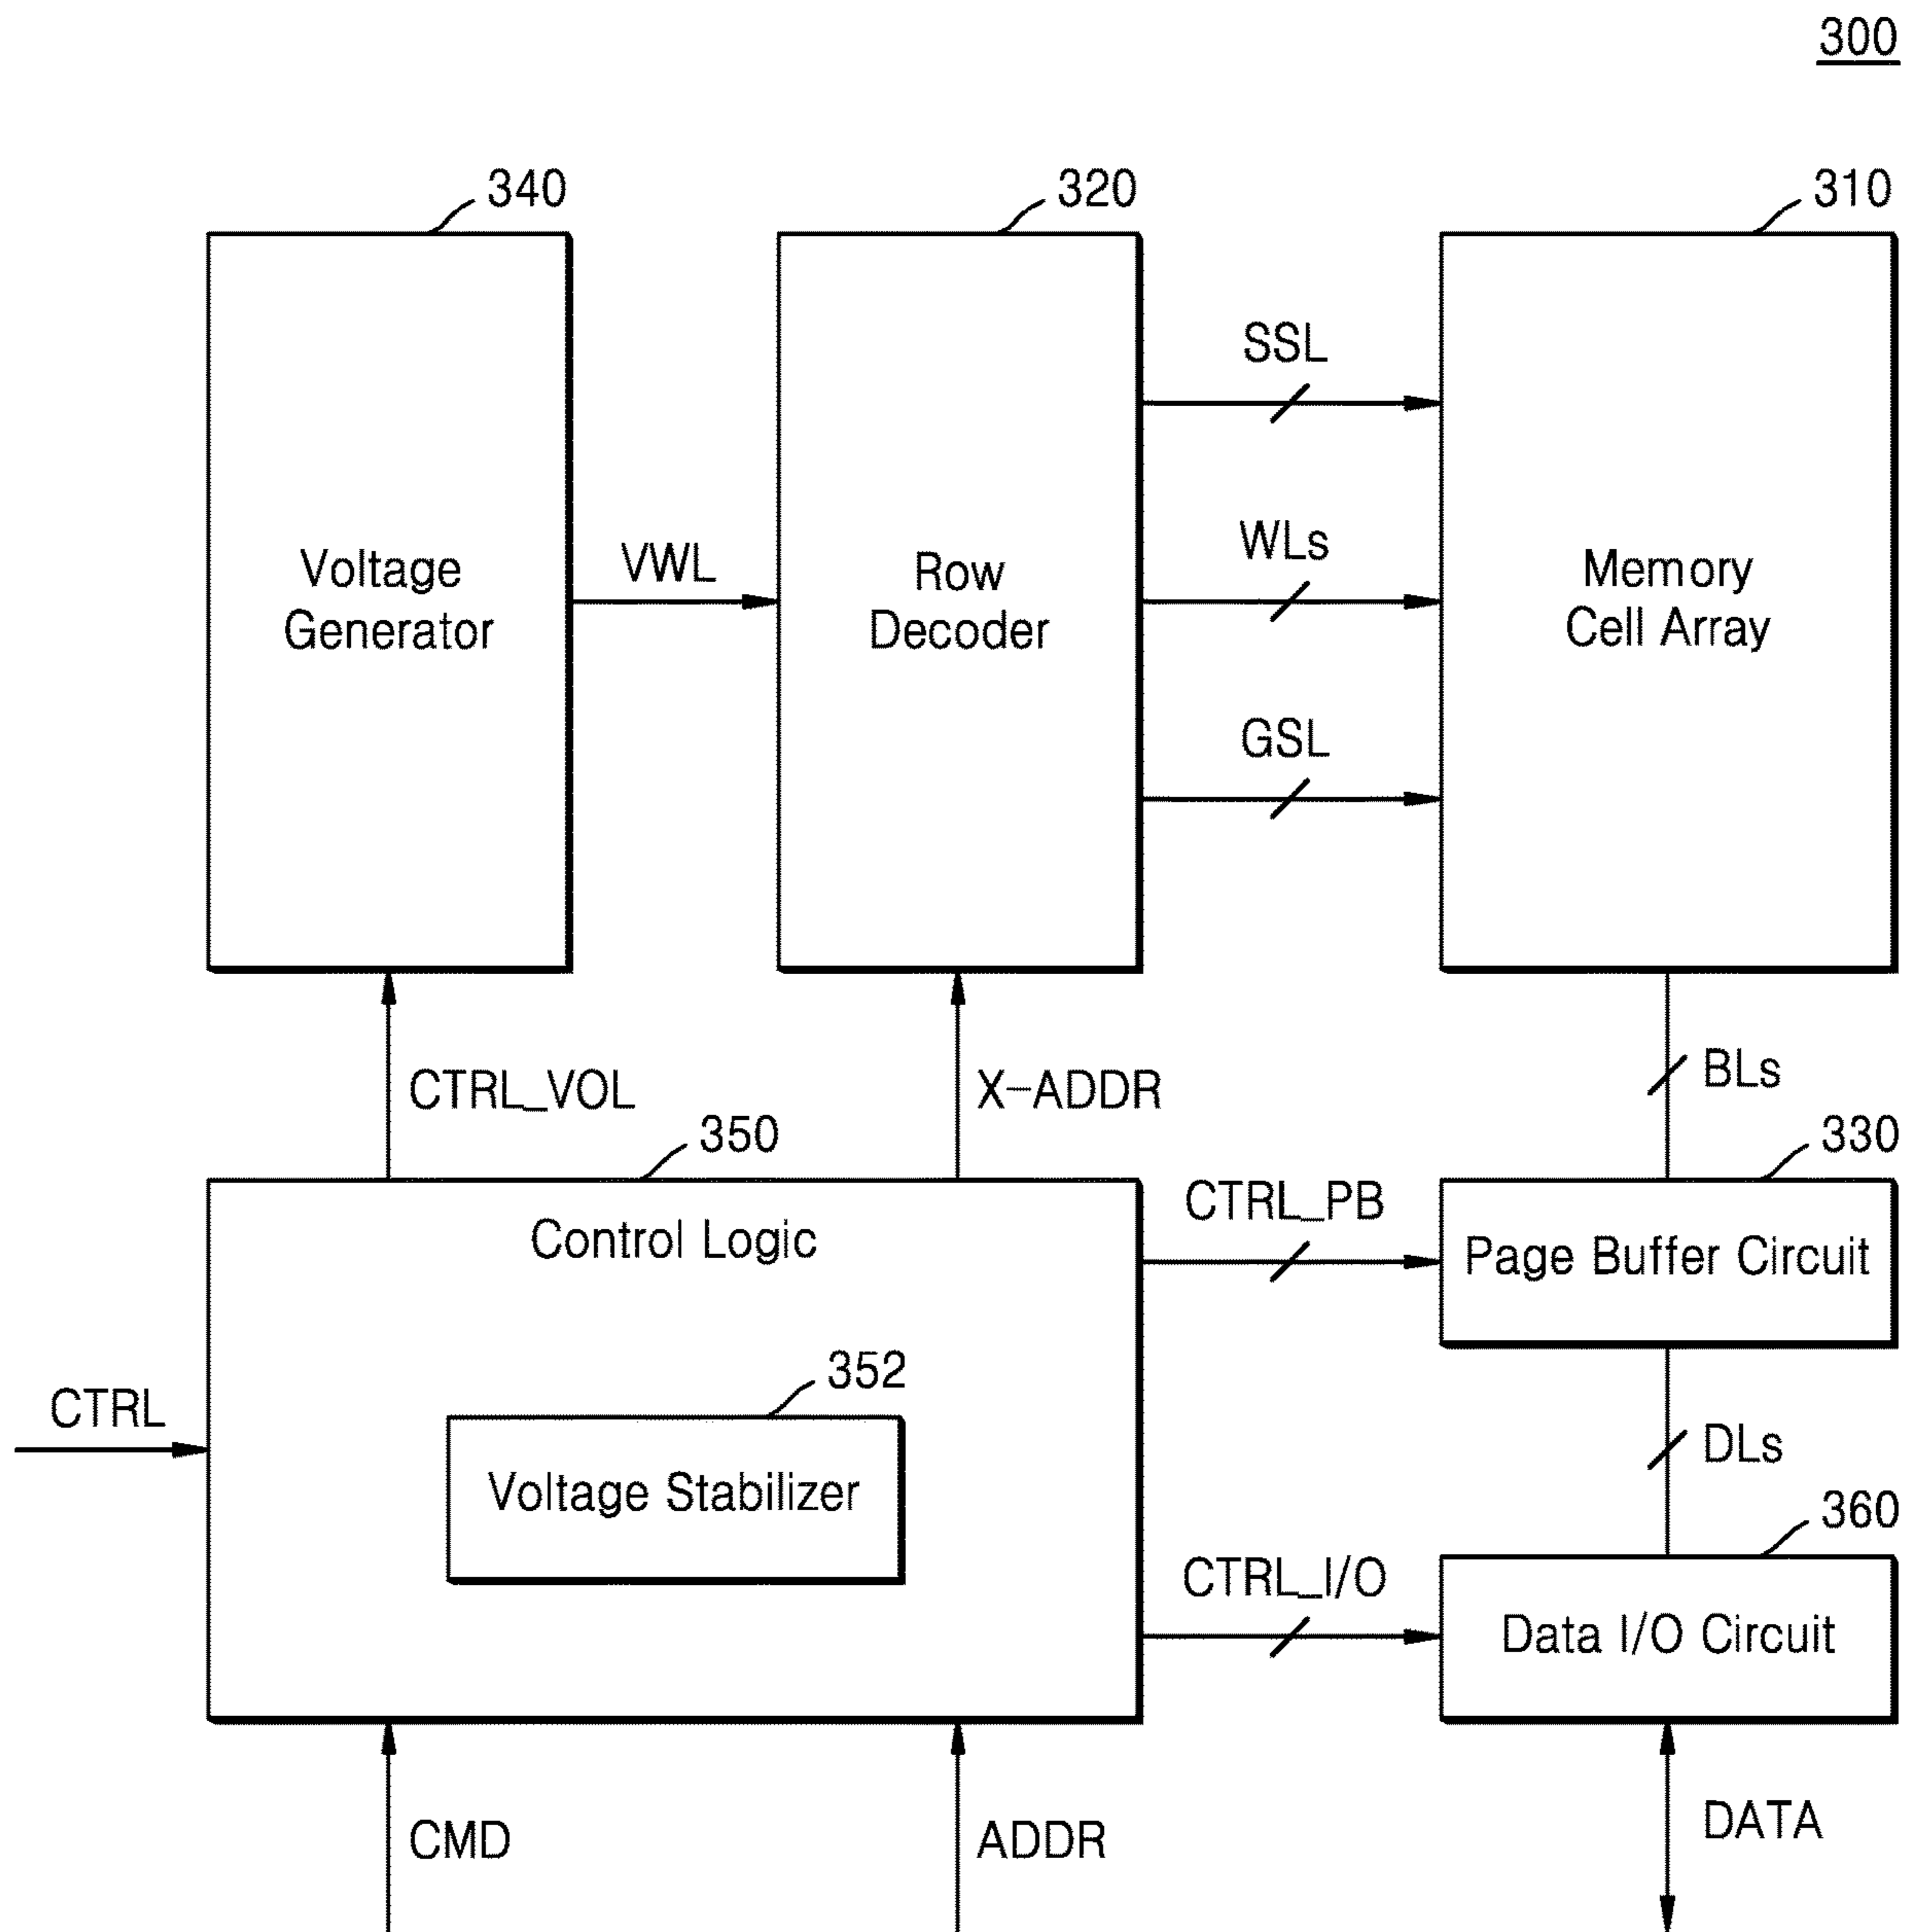 300
340
320
310
SSL
WLs
GSL
VWL
Voltage
Generator
Row
Decoder
Memory
Cell Array
CTRL_VOL
X-ADDR
BLs
350
330
Control Logic
CTRL_PB
Page Buffer Circuit
352
CTRL
Voltage Stabilizer
DLs
360
CTRL_I/O
Data I/O Circuit
CMD
ADDR
DATA